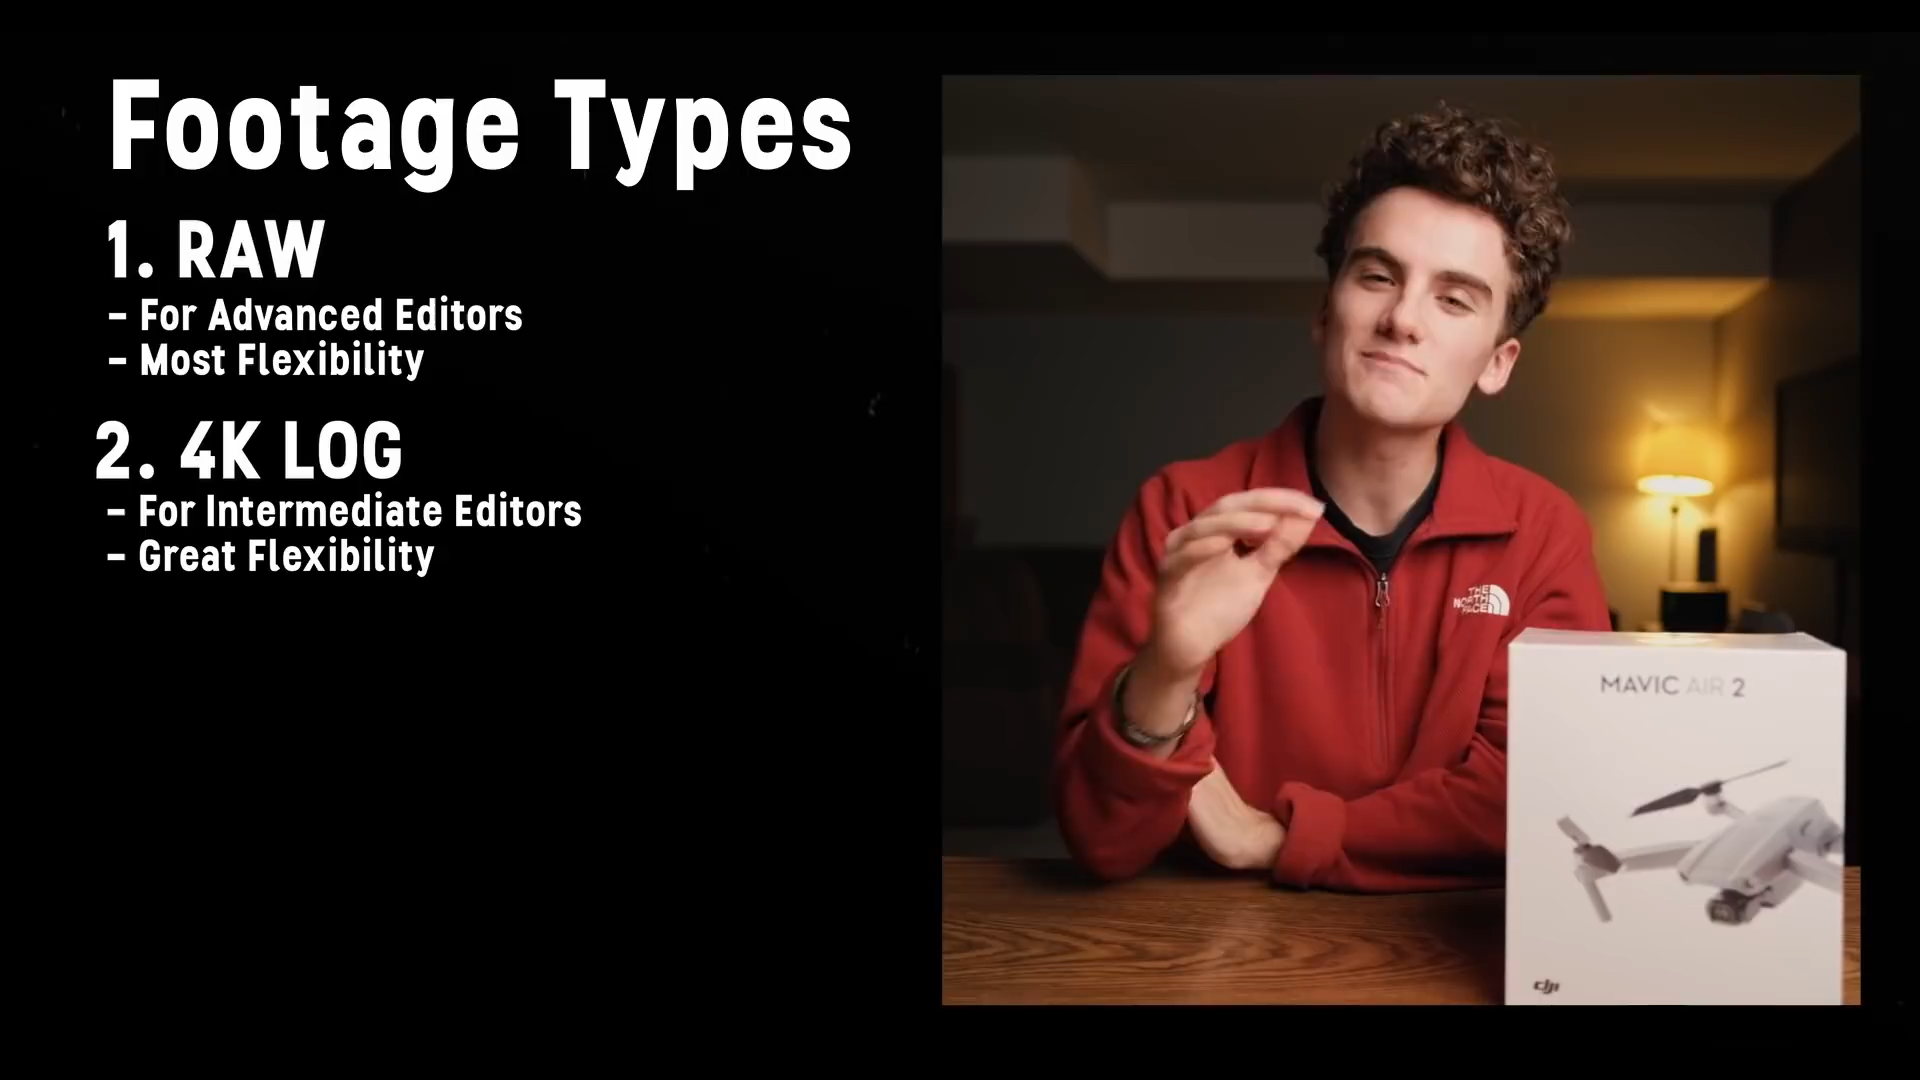 Footage Types
1. RAW
- For Advanced Editors
- Most Flexibility
2. 4K LOG
- For Intermediate Editors
- Great Flexibility
THE
NORTH
FACE
MAVIC AIR 2
dji